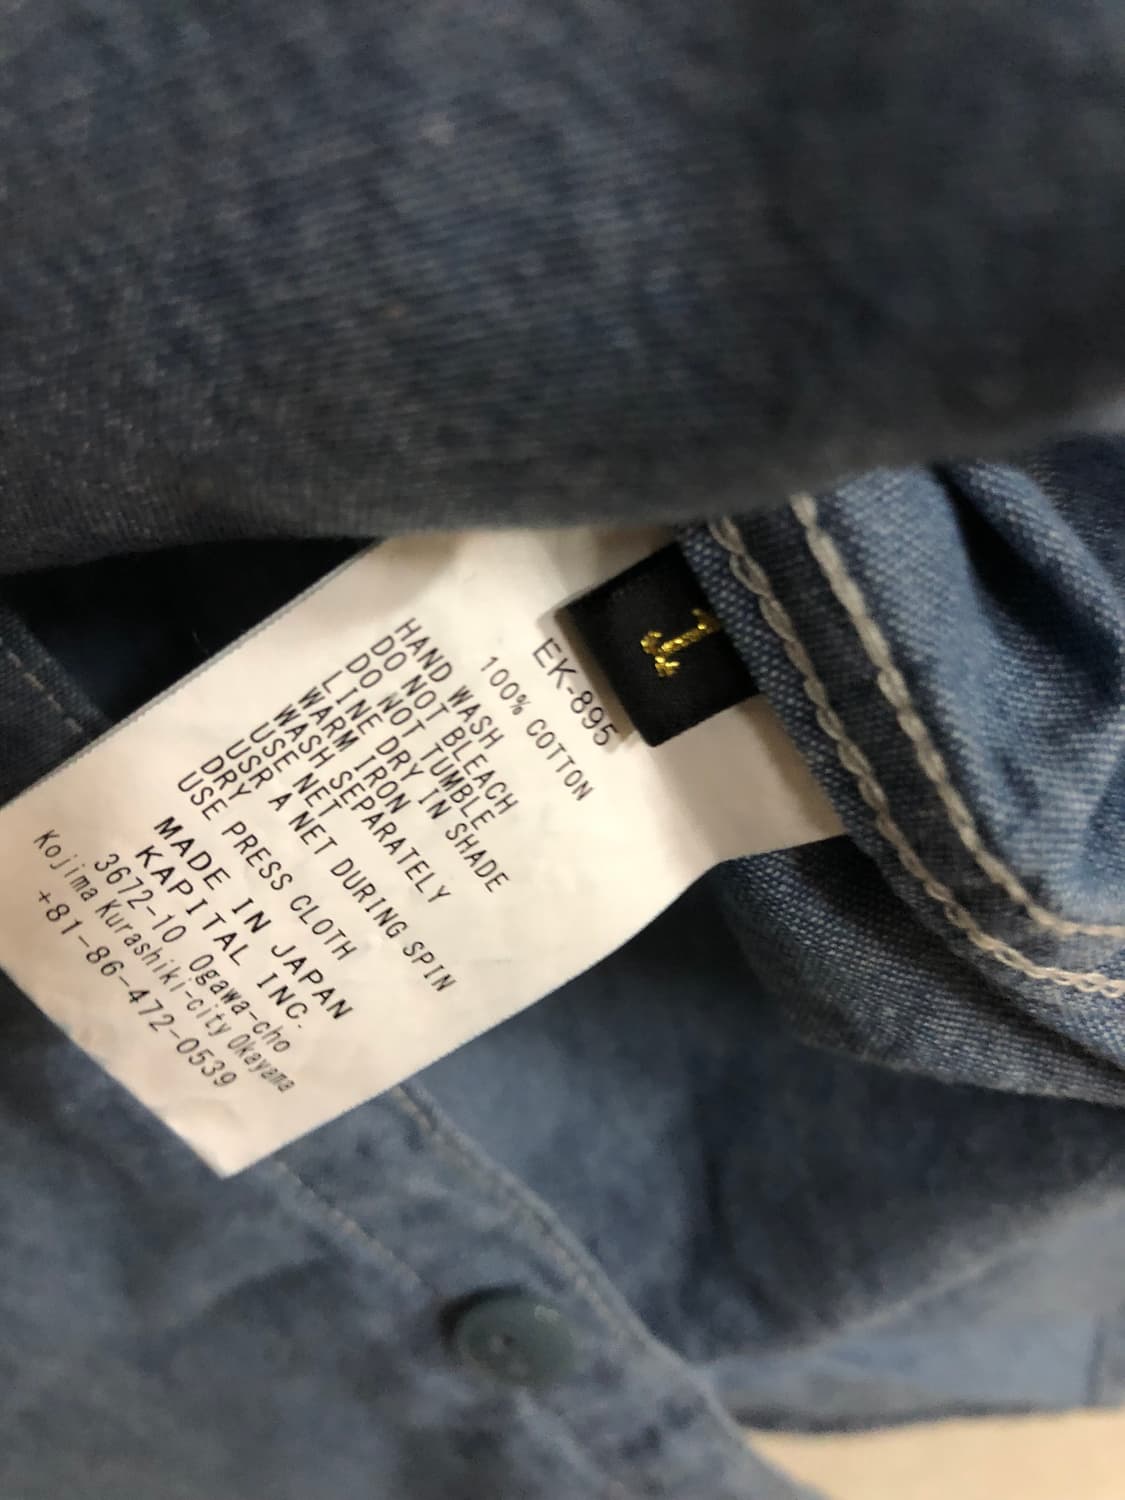 EK-895
100% COTTON
HAND WASH
DO NOT BLEACH
DO NOT TUMBLE
LINE DRY IN SHADE
WARM IRON
WASH SEPARATELY
USE NET
USR A NET DURING SPIN
DRY
USE PRESS CLOTH
MADE IN JAPAN
KAPITAL INC.
3672-10 Ogawa-cho
Kojima Kurashiki-city Okayama
+81-86-472-0539